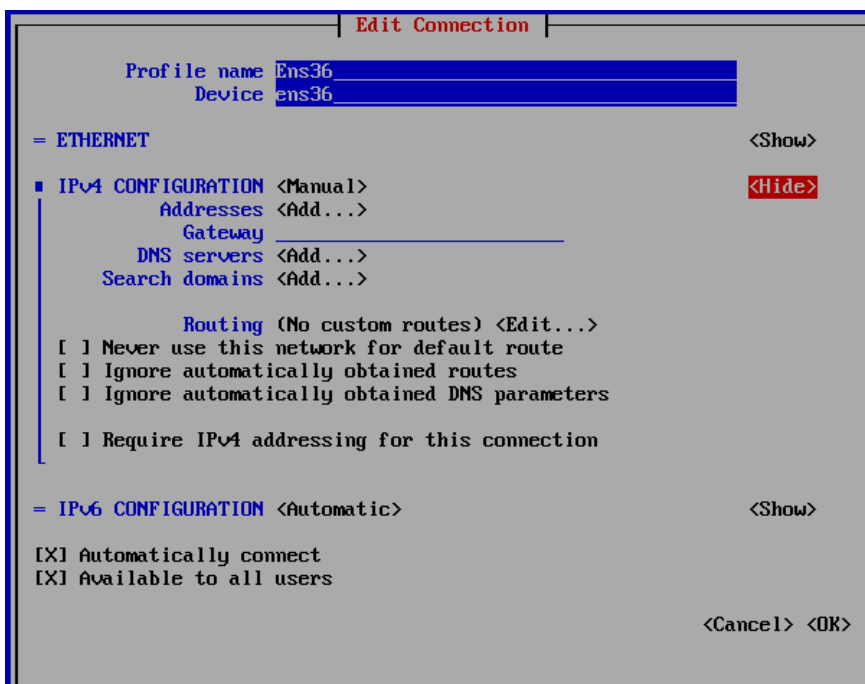 Edit Connection
Profile name Ens36
Device ens36
= ETHERNET <Show>
IPv4 CONFIGURATION <Manual> <Hide>
Addresses <Add...>
Gateway
DNS servers <Add...>
Search domains <Add...>
Routing (No custom routes) <Edit...>
[ ] Never use this network for default route
[ ] Ignore automatically obtained routes
[ ] Ignore automatically obtained DNS parameters
[ ] Require IPv4 addressing for this connection
= IPv6 CONFIGURATION <Automatic> <Show>
[X] Automatically connect
[X] Available to all users
<Cancel> <OK>